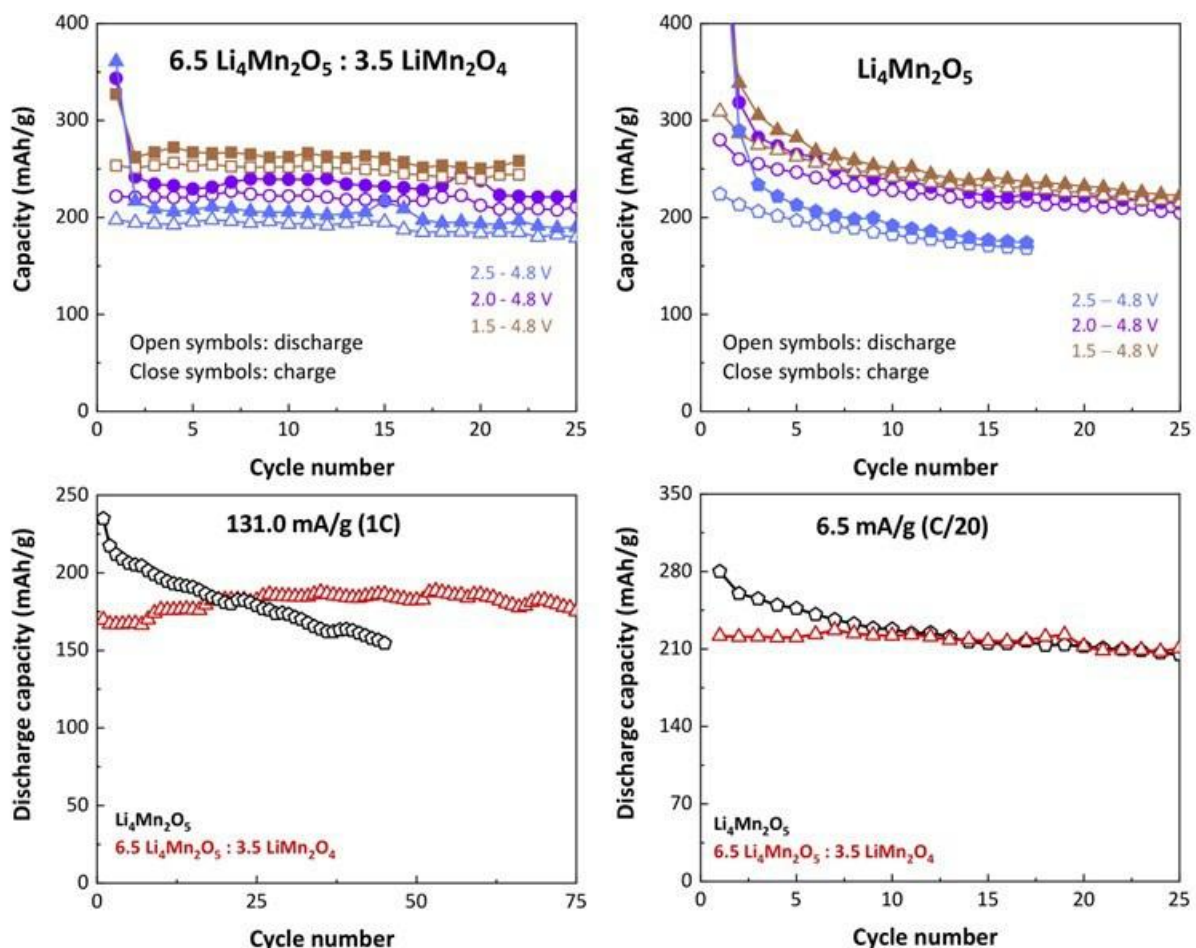 400
300
200
100
0
Capacity (mAh/g)
6.5 Li₄Mn₂O₅ : 3.5 LiMn₂O₄
2.5 - 4.8 V
2.0 - 4.8 V
1.5 - 4.8 V
Open symbols: discharge
Close symbols: charge
0 5 10 15 20 25
Cycle number
400
300
200
100
0
Capacity (mAh/g)
Li₄Mn₂O₅
2.5 – 4.8 V
2.0 – 4.8 V
1.5 – 4.8 V
Open symbols: discharge
Close symbols: charge
0 5 10 15 20 25
Cycle number
250
200
150
100
50
0
Discharge capacity (mAh/g)
131.0 mA/g (1C)
Li₄Mn₂O₅
6.5 Li₄Mn₂O₅ : 3.5 LiMn₂O₄
0 25 50 75
Cycle number
350
280
210
140
70
0
Discharge capacity (mAh/g)
6.5 mA/g (C/20)
Li₄Mn₂O₅
6.5 Li₄Mn₂O₅ : 3.5 LiMn₂O₄
0 5 10 15 20 25
Cycle number